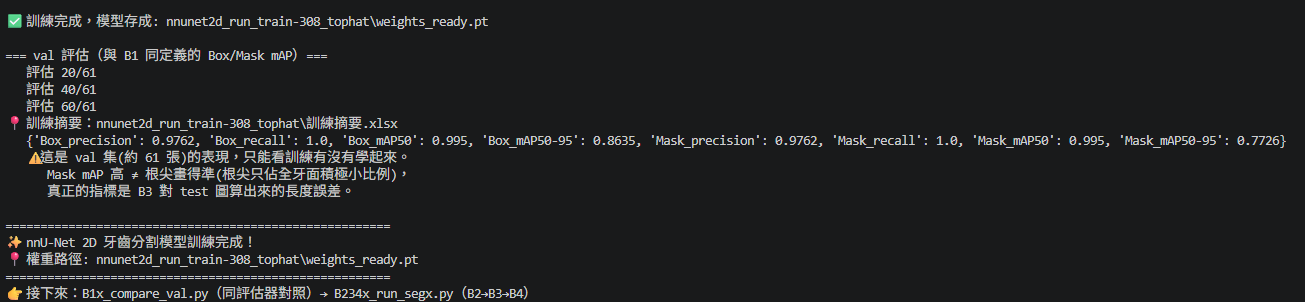 ✅ 訓練完成，模型存成: nnunet2d_run_train-308_tophat\weights_ready.pt
=== val 評估（與 B1 同定義的 Box/Mask mAP）===
評估 20/61
評估 40/61
評估 60/61
📍 訓練摘要：nnunet2d_run_train-308_tophat\訓練摘要.xlsx
{'Box_precision': 0.9762, 'Box_recall': 1.0, 'Box_mAP50': 0.995, 'Box_mAP50-95': 0.8635, 'Mask_precision': 0.9762, 'Mask_recall': 1.0, 'Mask_mAP50': 0.995, 'Mask_mAP50-95': 0.7726}
⚠️這是 val 集(約 61 張)的表現，只能看訓練有沒有學起來。
Mask mAP 高 ≠ 根尖畫得準(根尖只佔全牙面積極小比例)，
真正的指標是 B3 對 test 圖算出來的長度誤差。
==================================================
✨ nnU-Net 2D 牙齒分割模型訓練完成！
📍 權重路徑: nnunet2d_run_train-308_tophat\weights_ready.pt
==================================================
👉 接下來：B1x_compare_val.py（同評估器對照）→ B234x_run_segx.py（B2→B3→B4）